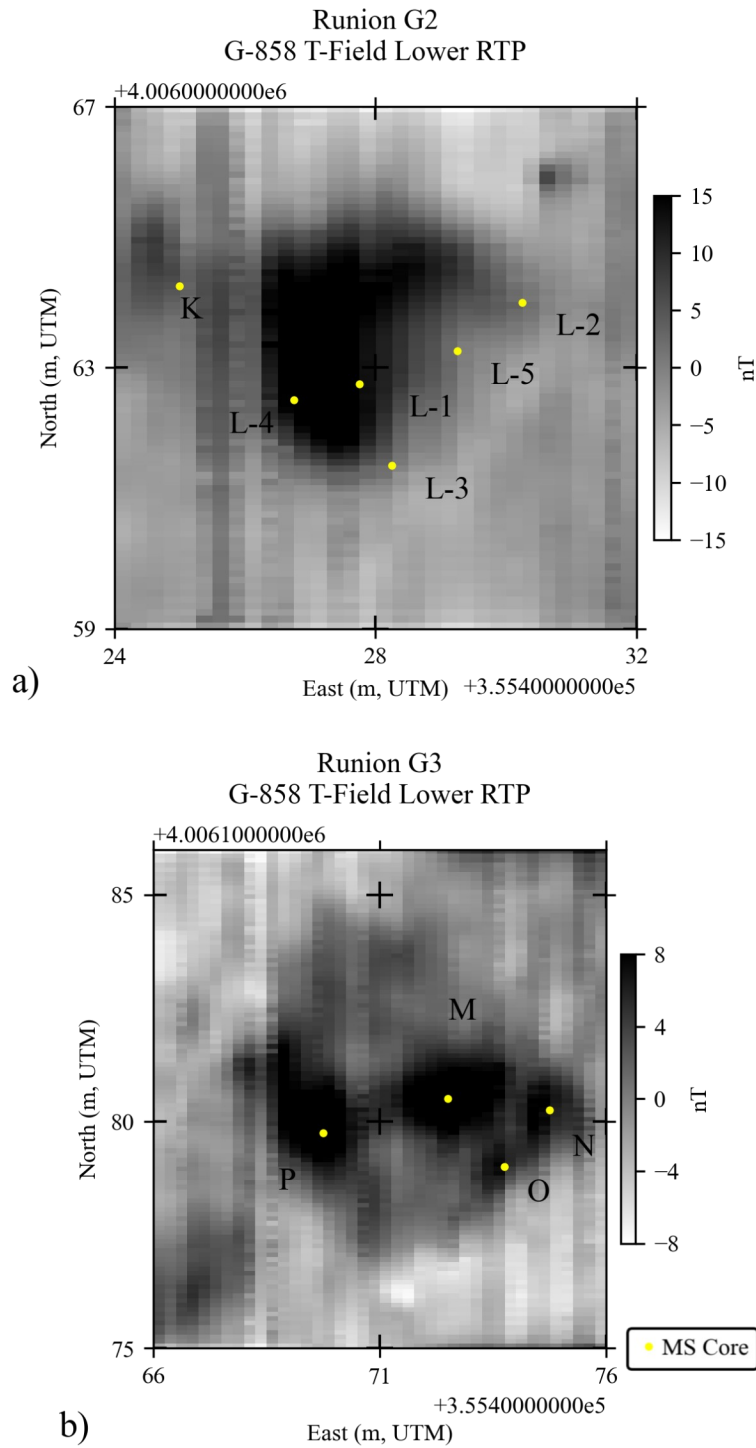 Runion G2
G-858 T-Field Lower RTP
+4.0060000000e6
67
63
59
North (m, UTM)
K
L-4
L-1
L-2
L-5
L-3
15
10
5
0
−5
−10
−15
nT
24
28
32
East (m, UTM)
+3.5540000000e5
a)
Runion G3
G-858 T-Field Lower RTP
+4.0061000000e6
85
80
75
North (m, UTM)
M
P
N
O
8
4
0
−4
−8
nT
MS Core
66
71
76
+3.5540000000e5
East (m, UTM)
b)